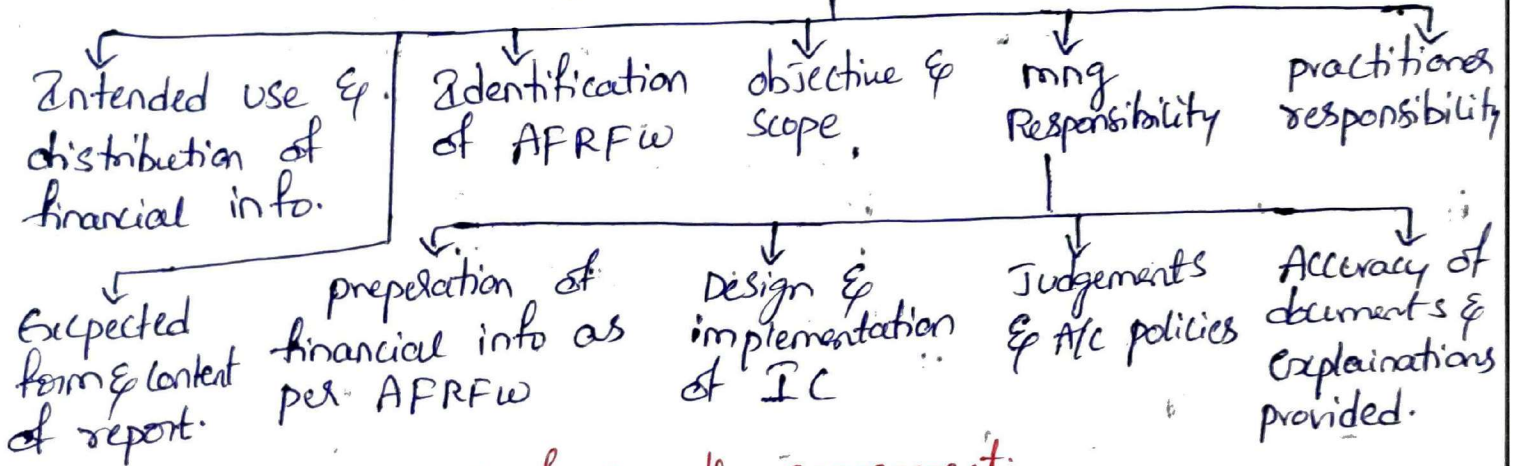 Intended use &
distribution of
financial info.
Identification
of AFRFW
objective &
scope.
mng
Responsibility
practitioner
responsibility
Expected
form & content
of report.
preperation of
financial info as
per AFRFW
Design &
implementation
of IC
Judgements
& A/c policies
Accuracy of
documents &
explainations
provided.